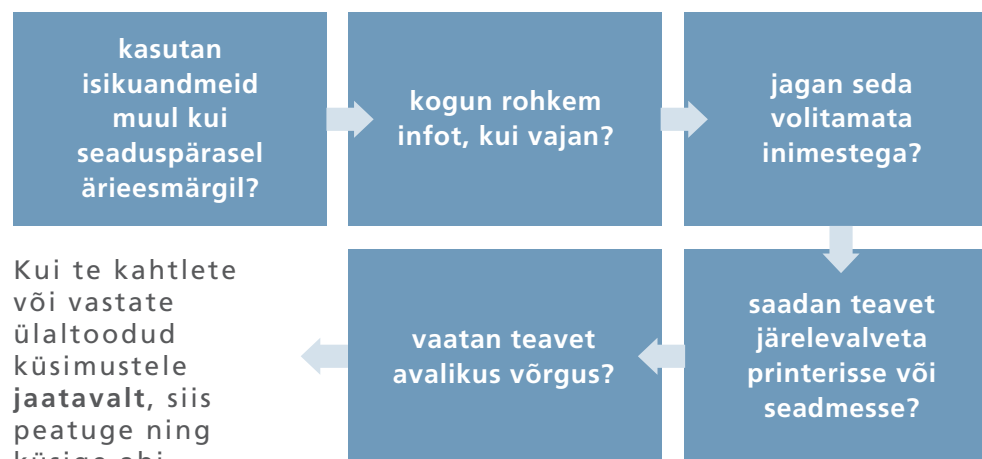 kasutan
isikuandmeid
muul kui
seaduspärasel
ärieesmärgil?
kogun rohkem
infot, kui vajan?
jagan seda
volitamata
inimestega?
saadan teavet
järelevalveta
printerisse või
seadmesse?
vaatan teavet
avalikus võrgus?
Kui te kahtlete
või vastate
ülaltoodud
küsimustele
jaatavalt, siis
peatuge ning